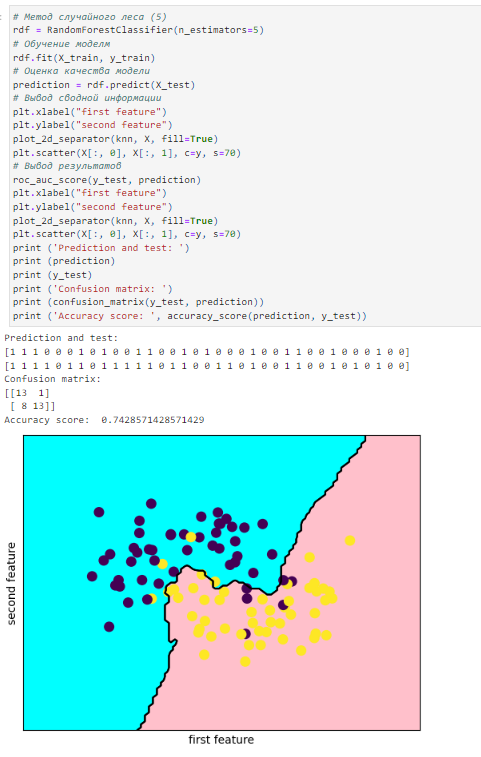 # Метод случайного леса (5)
rdf = RandomForestClassifier(n_estimators=5)
# Обучение моделм
rdf.fit(X_train, y_train)
# Оценка качества модели
prediction = rdf.predict(X_test)
# Вывод сводной информации
plt.xlabel("first feature")
plt.ylabel("second feature")
plot_2d_separator(knn, X, fill=True)
plt.scatter(X[:, 0], X[:, 1], c=y, s=70)
# Вывод результатов
roc_auc_score(y_test, prediction)
plt.xlabel("first feature")
plt.ylabel("second feature")
plot_2d_separator(knn, X, fill=True)
plt.scatter(X[:, 0], X[:, 1], c=y, s=70)
print ('Prediction and test: ')
print (prediction)
print (y_test)
print ('Confusion matrix: ')
print (confusion_matrix(y_test, prediction))
print ('Accuracy score: ', accuracy_score(prediction, y_test))
Prediction and test:
[1 1 1 0 0 0 1 0 1 0 0 1 1 0 0 1 0 1 0 0 0 1 0 0 1 1 0 0 1 0 0 0 1 0 0]
[1 1 1 1 0 1 1 0 1 0 1 1 1 1 1 0 1 1 0 0 1 1 0 1 0 0 1 1 0 0 1 0 1 0 0]
Confusion matrix:
[[13  1]
 [ 8 13]]
Accuracy score:  0.7428571428571429
second feature
first feature